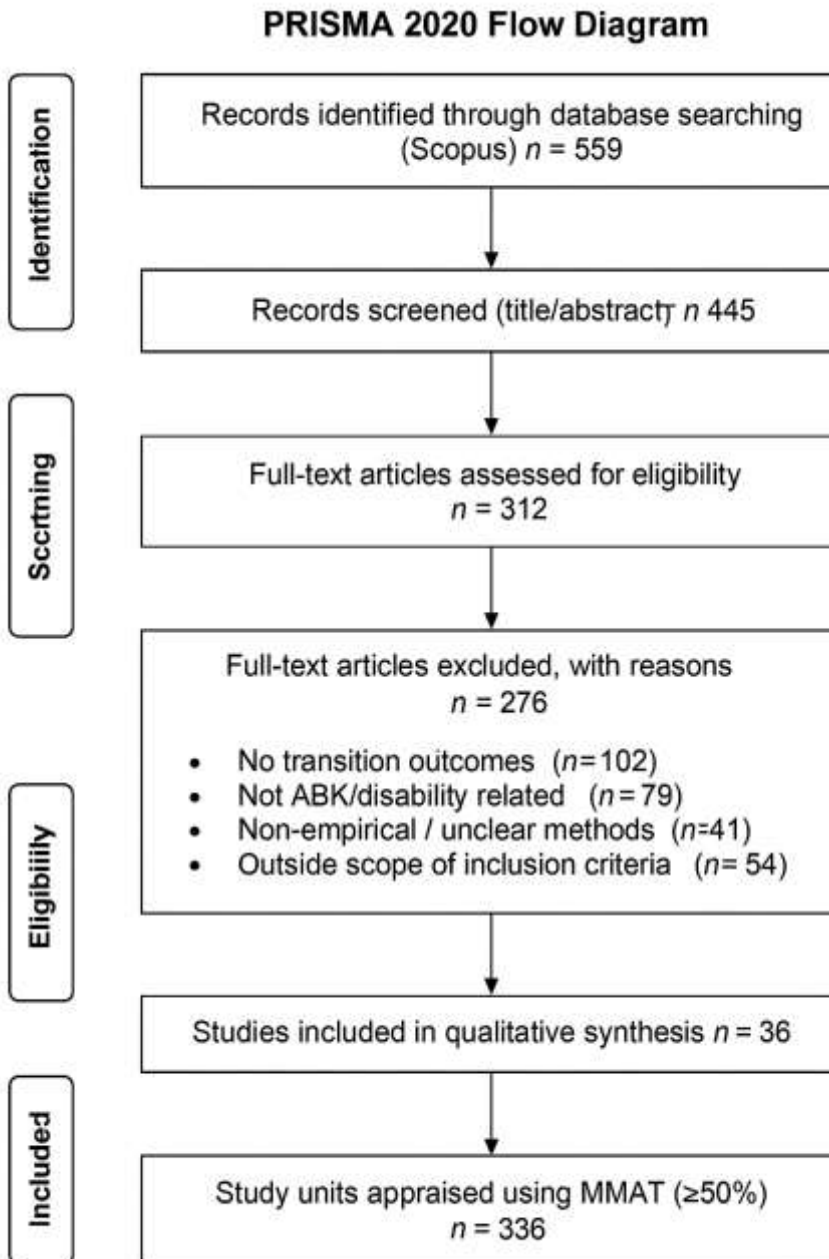 PRISMA 2020 Flow Diagram
Identification
Records identified through database searching
(Scopus) n = 559
Records screened (title/abstract) n 445
Sccrtning
Full-text articles assessed for eligibility
n = 312
Full-text articles excluded, with reasons
n = 276
• No transition outcomes (n=102)
• Not ABK/disability related (n=79)
• Non-empirical / unclear methods (n=41)
• Outside scope of inclusion criteria (n= 54)
Eligibiiily
Studies included in qualitative synthesis n = 36
Included
Study units appraised using MMAT (≥50%)
n = 336